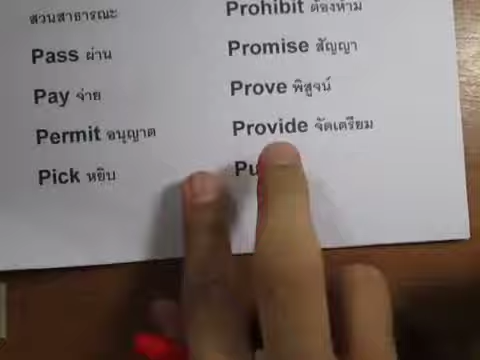 สวนสาธารณะ
Pass ผ่าน
Pay จ่าย
Permit อนุญาต
Pick หยิบ
Prohibit ต้องห้าม
Promise สัญญา
Prove พิสูจน์
Provide จัดเตรียม